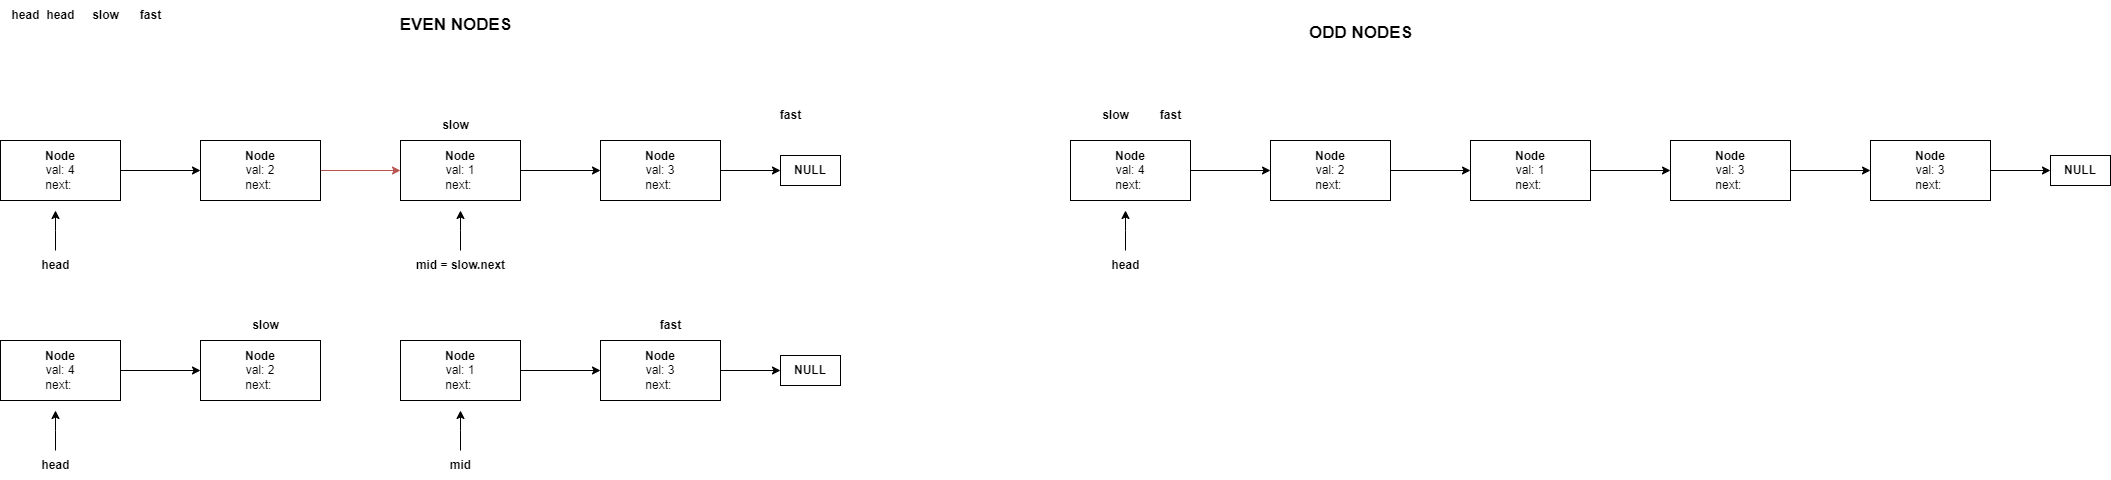 head head slow fast
EVEN NODES
ODD NODES
slow
fast
Node
val: 4
next:
Node
val: 2
next:
Node
val: 1
next:
Node
val: 3
next:
NULL
head
mid = slow.next
slow fast
Node
val: 4
next:
Node
val: 2
next:
Node
val: 1
next:
Node
val: 3
next:
Node
val: 3
next:
NULL
head
slow
fast
Node
val: 4
next:
Node
val: 2
next:
Node
val: 1
next:
Node
val: 3
next:
NULL
head
mid